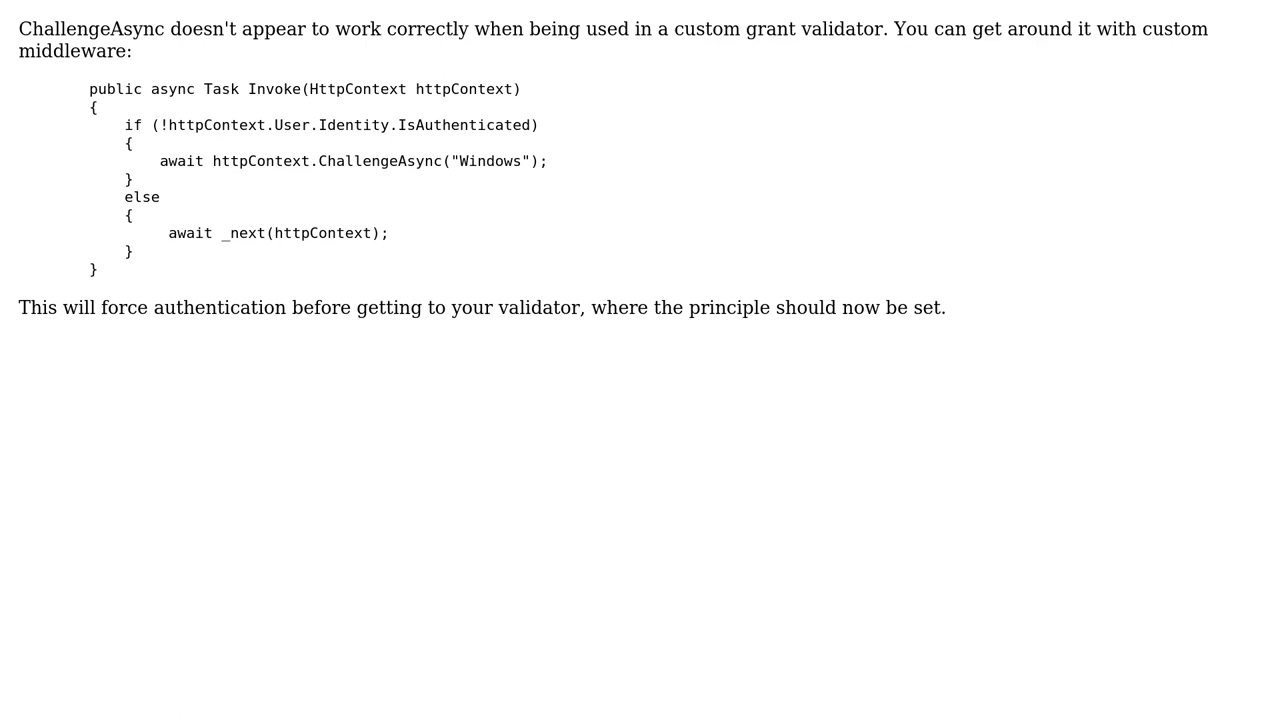 ChallengeAsync doesn't appear to work correctly when being used in a custom grant validator. You can get around it with custom
middleware:
public async Task Invoke(HttpContext httpContext)
{
if (!httpContext.User.Identity.IsAuthenticated)
{
await httpContext.ChallengeAsync("Windows");
}
else
{
await _next(httpContext);
}
}
This will force authentication before getting to your validator, where the principle should now be set.